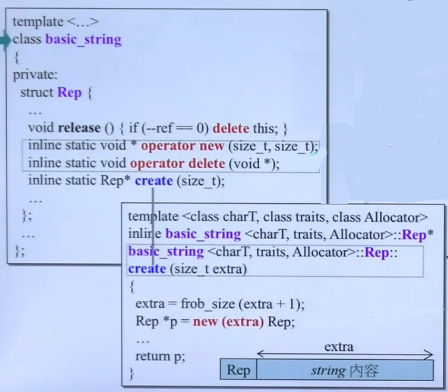 template <...>
class basic_string
{
private:
struct Rep {
...
void release () { if (--ref == 0) delete this; }
inline static void * operator new (size_t, size_t);
inline static void operator delete (void *);
inline static Rep* create (size_t);
...
};
...
};
template <class charT, class traits, class Allocator>
inline basic_string <charT, traits, Allocator>::Rep*
basic_string <charT, traits, Allocator>::Rep::
create (size_t extra)
{
extra = frob_size (extra + 1);
Rep *p = new (extra) Rep;
...
return p;
}
extra
Rep
string 內容